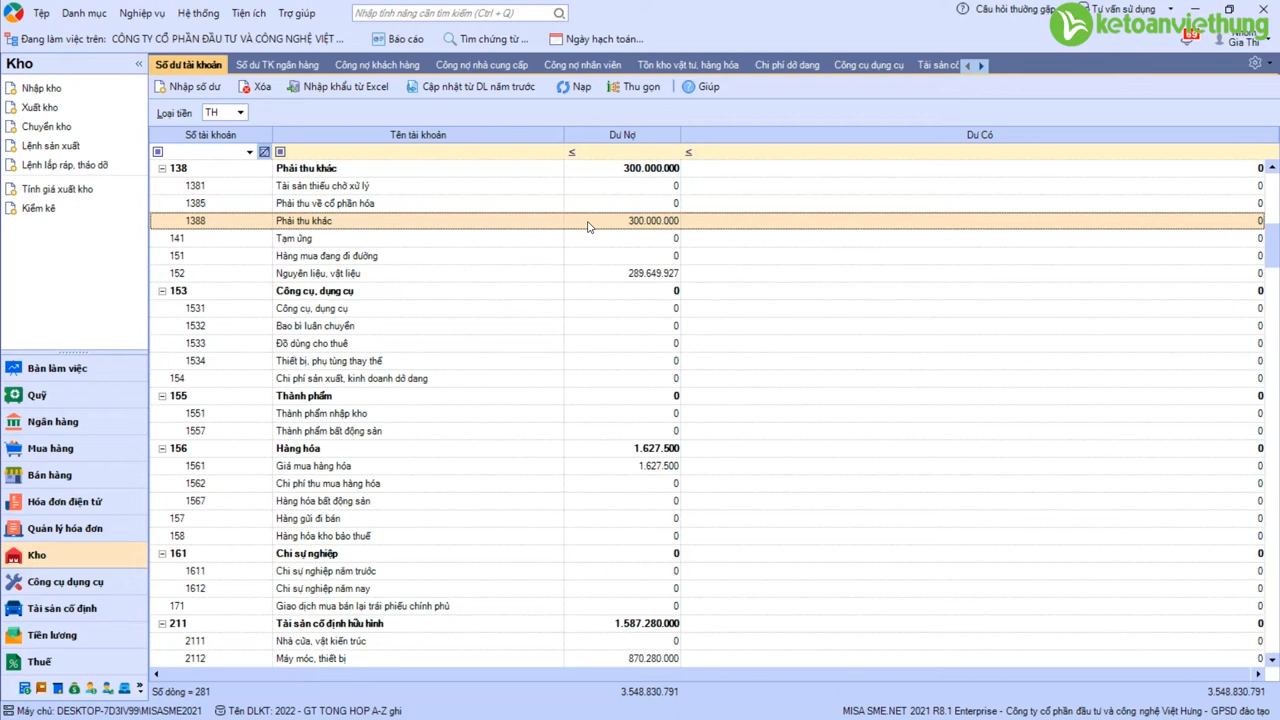 Tệp Danh mục Nghiệp vụ Hệ thống Tiện ích Trợ giúp Nhập tính năng cần tìm kiếm (Ctrl + Q) Câu hỏi thường gặp Tư vấn sử dụng
ketoanviethung
Đang làm việc trên: CÔNG TY CỔ PHẦN ĐẦU TƯ VÀ CÔNG NGHỆ VIỆT ... Báo cáo Tìm chứng từ ... Ngày hạch toán... 69 Nhóm
Gia Thi
Kho «
Nhập kho
Xuất kho
Chuyển kho
Lệnh sản xuất
Lệnh lắp ráp, tháo dỡ
Tính giá xuất kho
Kiểm kê
Bàn làm việc
Quỹ
Ngân hàng
Mua hàng
Bán hàng
Hóa đơn điện tử
Quản lý hóa đơn
Kho
Công cụ dụng cụ
Tài sản cố định
Tiền lương
Thuế
Số dư tài khoản Số dư TK ngân hàng Công nợ khách hàng Công nợ nhà cung cấp Công nợ nhân viên Tồn kho vật tư, hàng hóa Chi phí dở dang Công cụ dụng cụ Tài sản cố
Nhập số dư Xóa Nhập khẩu từ Excel Cập nhật từ DL năm trước Nạp Thu gọn Giúp
Loại tiền TH
Số tài khoản Tên tài khoản Dư Nợ Dư Có
≤ ≤
138 Phải thu khác 300.000.000 0
1381 Tài sản thiếu chờ xử lý 0 0
1385 Phải thu về cổ phần hóa 0 0
1388 Phải thu khác 300.000.000 0
141 Tạm ứng 0 0
151 Hàng mua đang đi đường 0 0
152 Nguyên liệu, vật liệu 289.649.927 0
153 Công cụ, dụng cụ 0 0
1531 Công cụ, dụng cụ 0 0
1532 Bao bì luân chuyển 0 0
1533 Đồ dùng cho thuê 0 0
1534 Thiết bị, phụ tùng thay thế 0 0
154 Chi phí sản xuất, kinh doanh dở dang 0 0
155 Thành phẩm 0 0
1551 Thành phẩm nhập kho 0 0
1557 Thành phẩm bất động sản 0 0
156 Hàng hóa 1.627.500 0
1561 Giá mua hàng hóa 1.627.500 0
1562 Chi phí thu mua hàng hóa 0 0
1567 Hàng hóa bất động sản 0 0
157 Hàng gửi đi bán 0 0
158 Hàng hóa kho bảo thuế 0 0
161 Chi sự nghiệp 0 0
1611 Chi sự nghiệp năm trước 0 0
1612 Chi sự nghiệp năm nay 0 0
171 Giao dịch mua bán lại trái phiếu chính phủ 0 0
211 Tài sản cố định hữu hình 1.587.280.000 0
2111 Nhà cửa, vật kiến trúc 0 0
2112 Máy móc, thiết bị 870.280.000 0
Số dòng = 281 3.548.830.791 3.548.830.791
Máy chủ: DESKTOP-7D3IV99\MISASME2021 Tên DLKT: 2022 - GT TONG HOP A-Z ghi MISA SME.NET 2021 R8.1 Enterprise - Công ty cổ phần đầu tư và công nghệ Việt Hưng - GPSD đào tạo